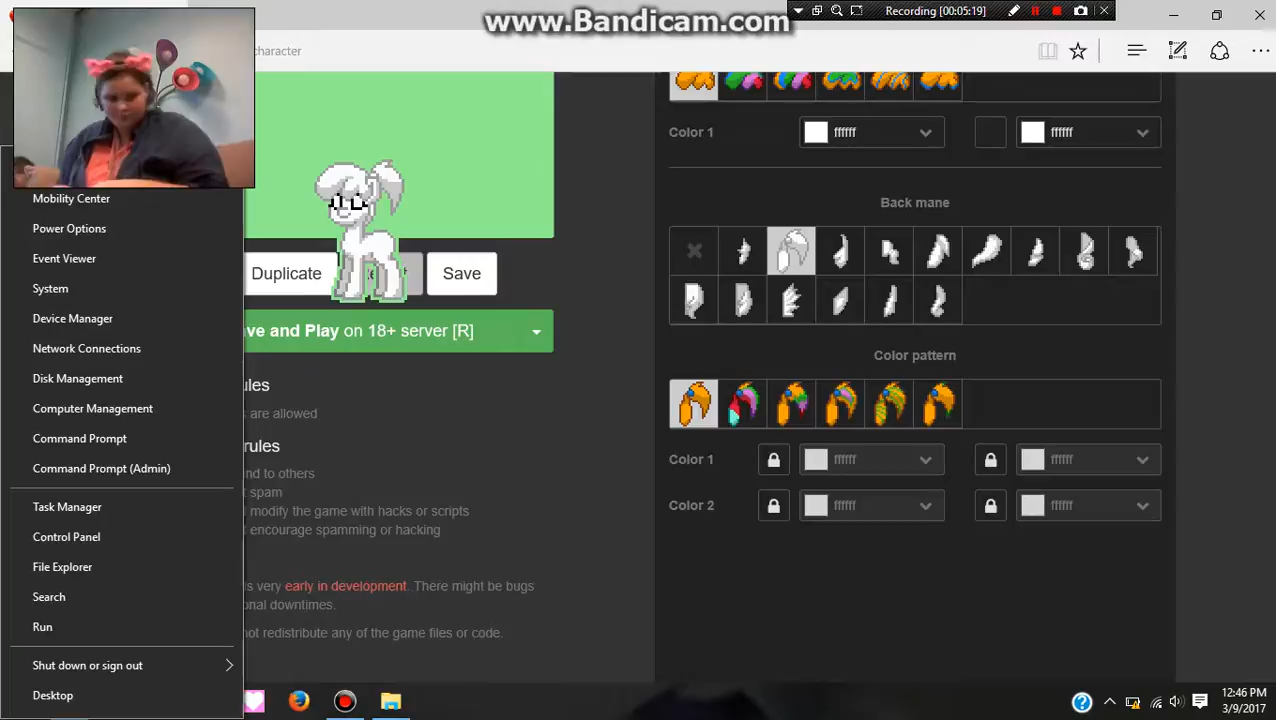 www.Bandicam.com
Recording [00:05:19]
character
Color 1
ffffff
ffffff
Back mane
Mobility Center
Power Options
Event Viewer
System
Device Manager
Network Connections
Disk Management
Computer Management
Command Prompt
Command Prompt (Admin)
Task Manager
Control Panel
File Explorer
Search
Run
Shut down or sign out
Desktop
Duplicate
Save
ve and Play on 18+ server [R]
ules
s are allowed
rules
nd to others
t spam
modify the game with hacks or scripts
t encourage spamming or hacking
s very early in development. There might be bugs
onal downtimes.
not redistribute any of the game files or code.
Color pattern
Color 1
ffffff
ffffff
Color 2
ffffff
ffffff
12:46 PM
3/9/2017